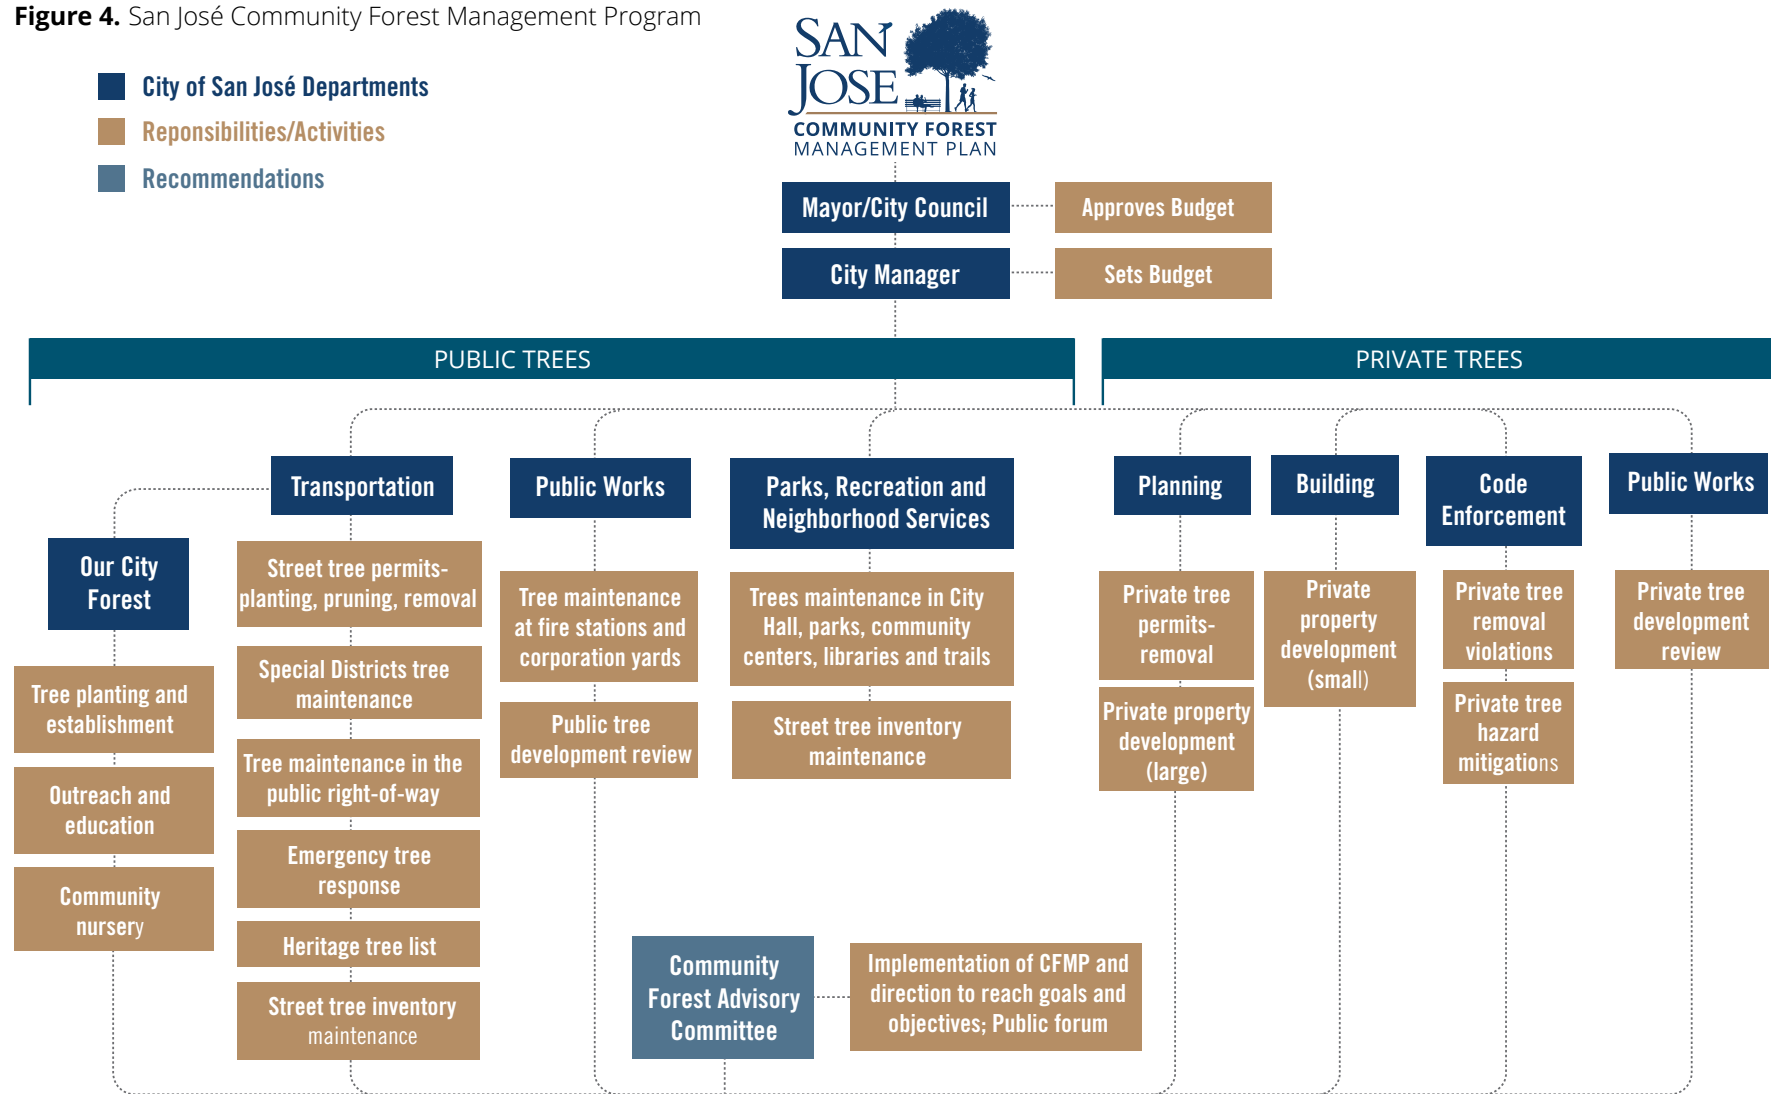 Figure 4. San José Community Forest Management Program
SAN
JOSE
COMMUNITY FOREST
MANAGEMENT PLAN
City of San José Departments
Reponsibilities/Activities
Recommendations
Mayor/City Council
Approves Budget
City Manager
Sets Budget
PUBLIC TREES
PRIVATE TREES
Our City
Forest
Tree planting and
establishment
Outreach and
education
Community
nursery
Transportation
Street tree permits-
planting, pruning, removal
Special Districts tree
maintenance
Tree maintenance in the
public right-of-way
Emergency tree
response
Heritage tree list
Street tree inventory
maintenance
Public Works
Tree maintenance
at fire stations and
corporation yards
Public tree
development review
Parks, Recreation and
Neighborhood Services
Trees maintenance in City
Hall, parks, community
centers, libraries and trails
Street tree inventory
maintenance
Planning
Private tree
permits-
removal
Private property
development
(large)
Building
Private
property
development
(small)
Code
Enforcement
Private tree
removal
violations
Private tree
hazard
mitigations
Public Works
Private tree
development
review
Community
Forest Advisory
Committee
Implementation of CFMP and
direction to reach goals and
objectives; Public forum